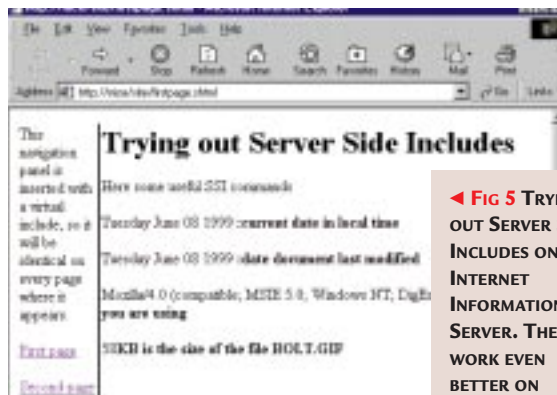 File Edit View Favorites Tools Help
Forward Stop Refresh Home Search Favorites History Mail Print
Address Go Links
This
navigation
panel is
inserted with
a virtual
include, so it
will be
identical on
every page
where it
appears
First page
Second page
Trying out Server Side Includes
Here some useful SSI commands
Tuesday June 08 1999 :current date in local time
Tuesday June 08 1999 :date document last modified
Mozilla/4.0 (compatible; MSIE 5.0; Windows NT;
you are using
is the size of the file BOLT.GIF
◄ FIG 5 TRY
OUT SERVER
INCLUDES ON
INTERNET
INFORMATION
SERVER. THE
WORK EVEN
BETTER ON